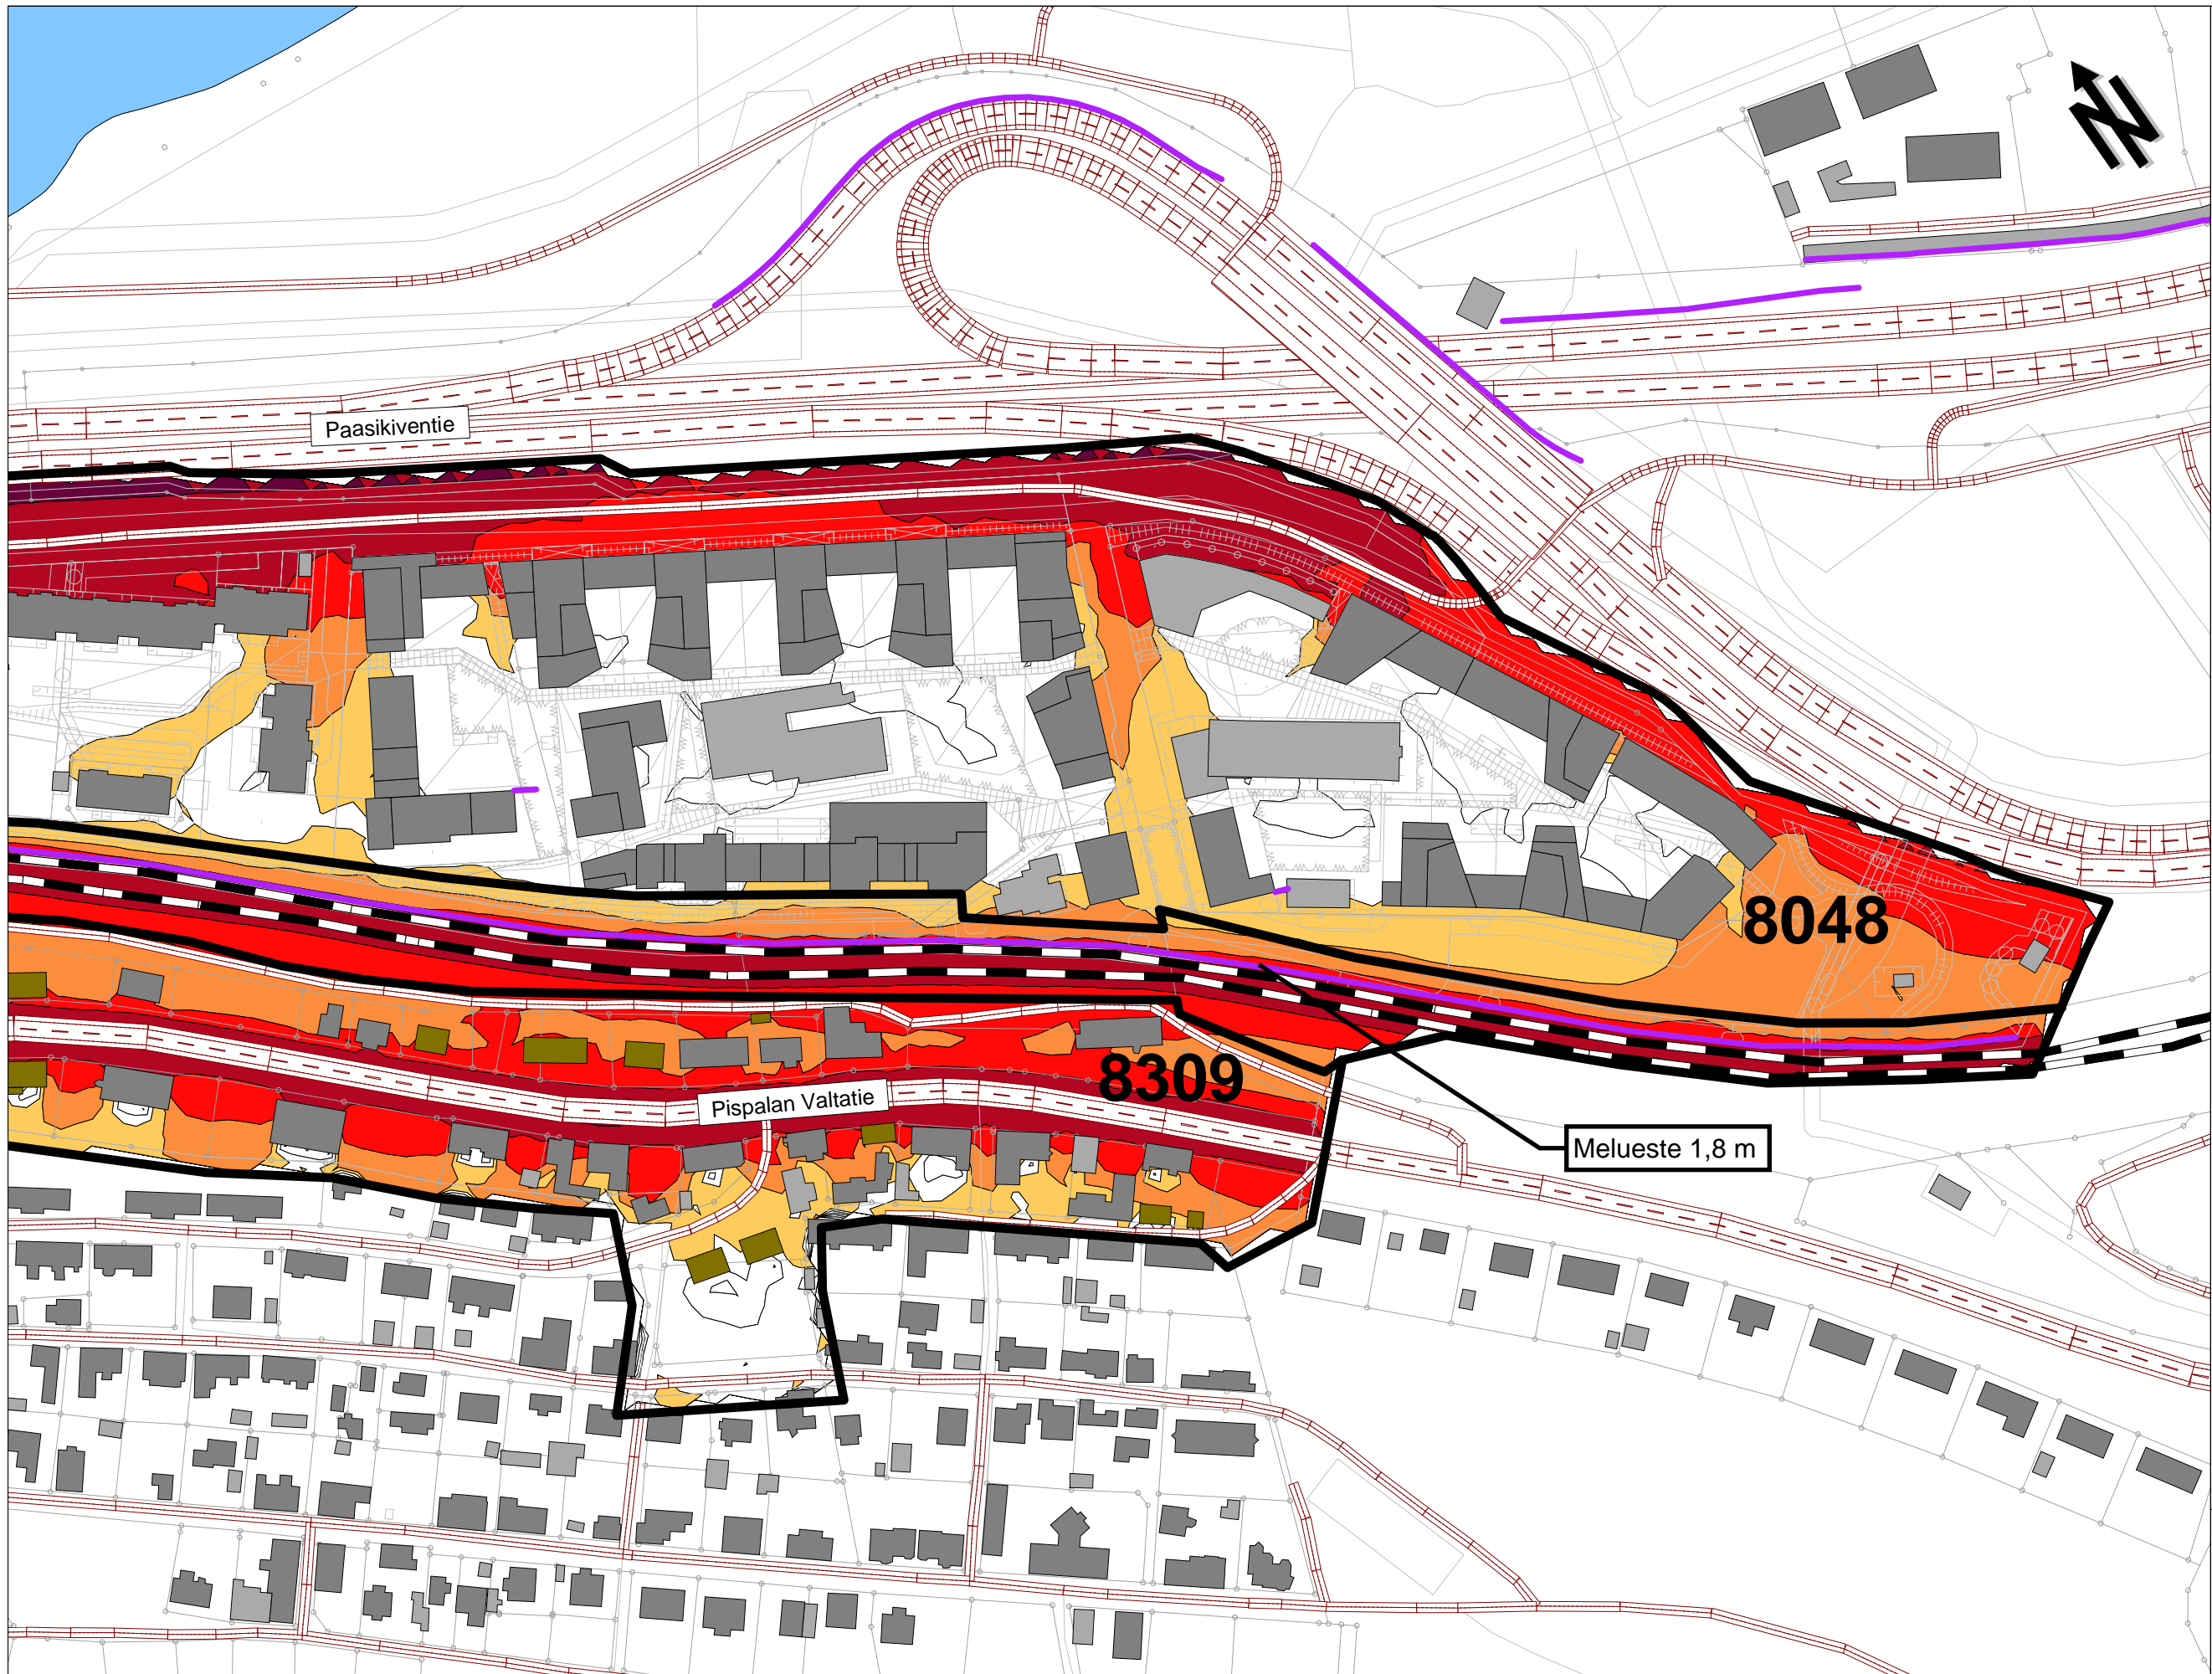 N
Paasikiventie
8048
8309
Pispalan Valtatie
Melueste 1,8 m